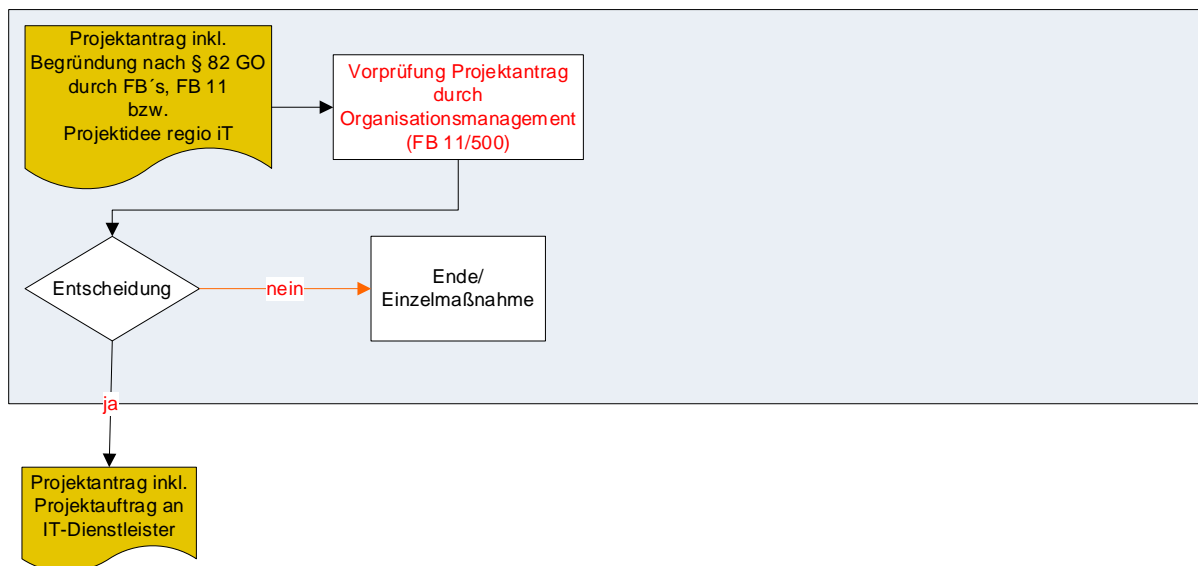 Projektantrag inkl.
Begründung nach § 82 GO
durch FB´s, FB 11
bzw.
Projektidee regio iT
Vorprüfung Projektantrag
durch
Organisationsmanagement
(FB 11/500)
Entscheidung
nein
Ende/
Einzelmaßnahme
ja
Projektantrag inkl.
Projektauftrag an
IT-Dienstleister